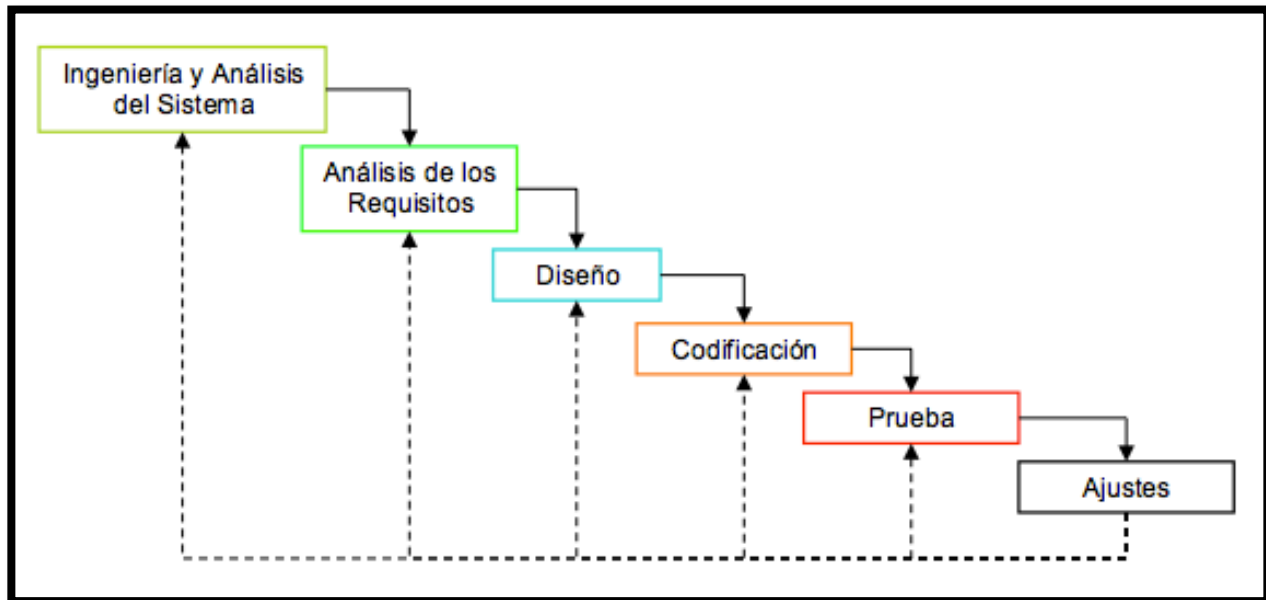 Ingeniería y Análisis
del Sistema
Análisis de los
Requisitos
Diseño
Codificación
Prueba
Ajustes